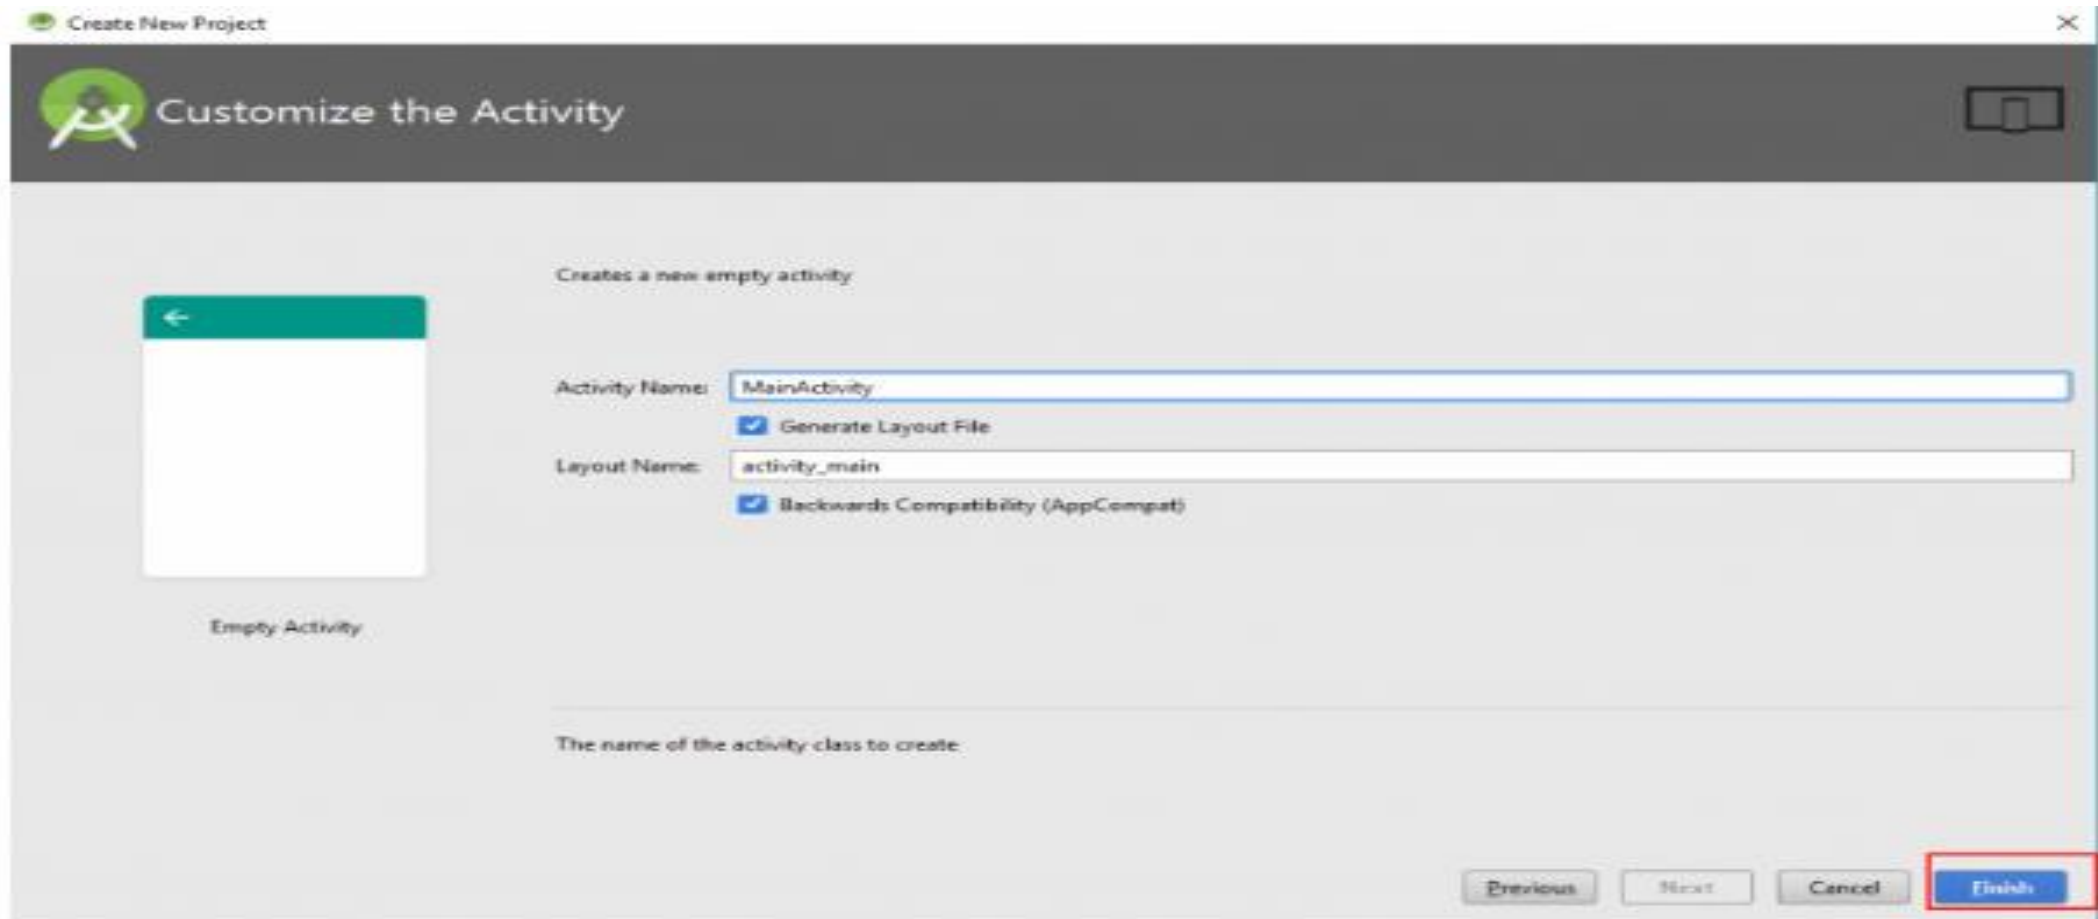 Create New Project
Customize the Activity
Creates a new empty activity
Activity Name: MainActivity
Generate Layout File
Layout Name: activity_main
Backwards Compatibility (AppCompat)
Empty Activity
The name of the activity class to create
Previous Next Cancel Finish